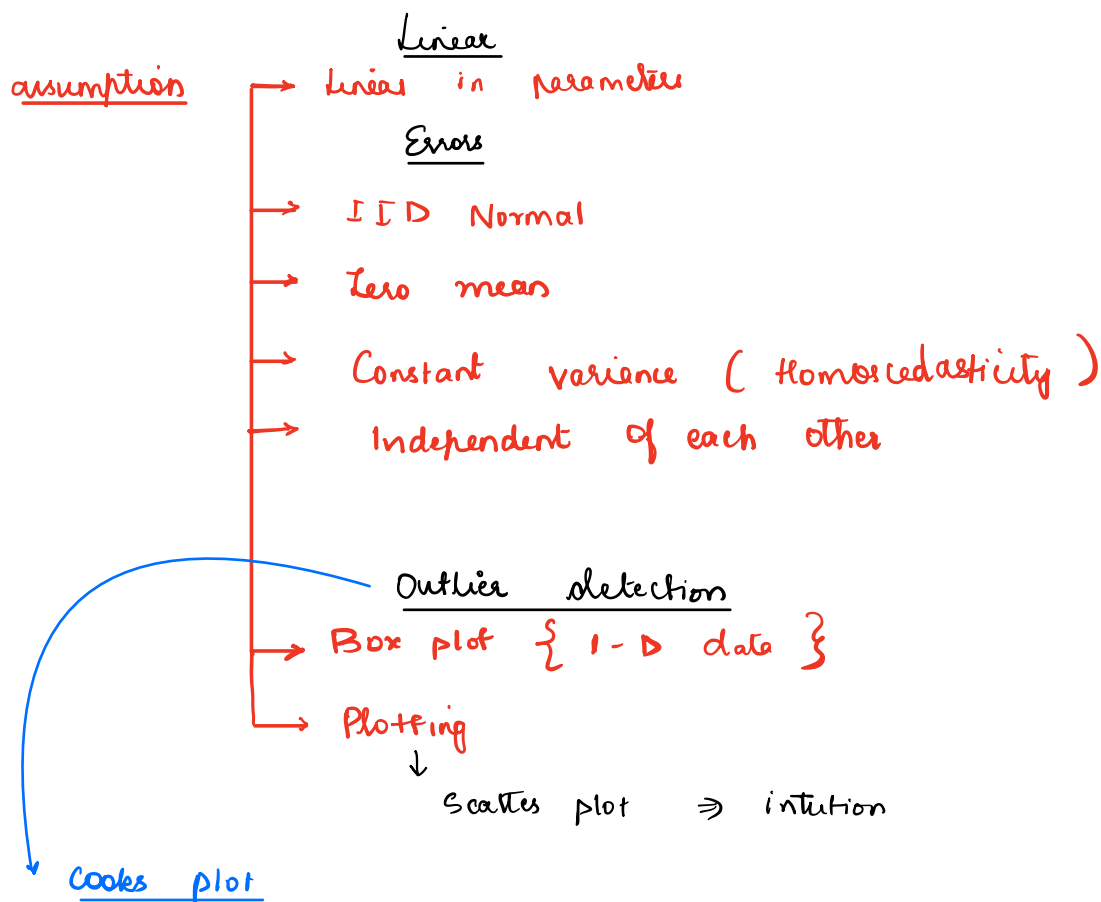 Linear
assumption Linear in parameters
Errors
IID Normal
Zero mean
Constant variance ( Homoscedasticity )
Independent of each other
Outlier detection
Box plot { 1-D data }
Plotting
↓
Scatter plot ⇒ intution
Cooks plot